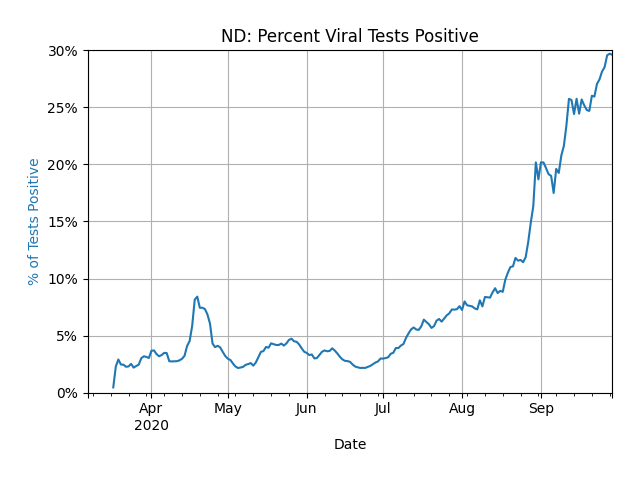 ND: Percent Viral Tests Positive
30%
25%
20%
15%
10%
5%
0%
% of Tests Positive
Apr May Jun Jul Aug Sep
2020
Date